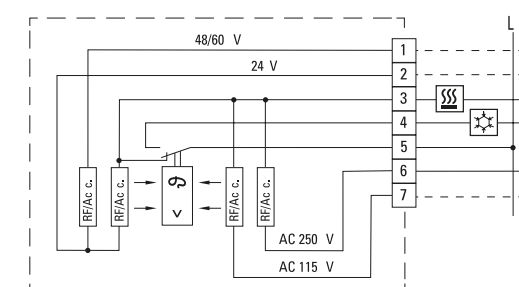 L
48/60 V
1
24 V
2
3
4
5
6
7
RF/Ac c.
RF/Ac c.
ϑ
<
RF/Ac c.
RF/Ac c.
AC 250 V
AC 115 V